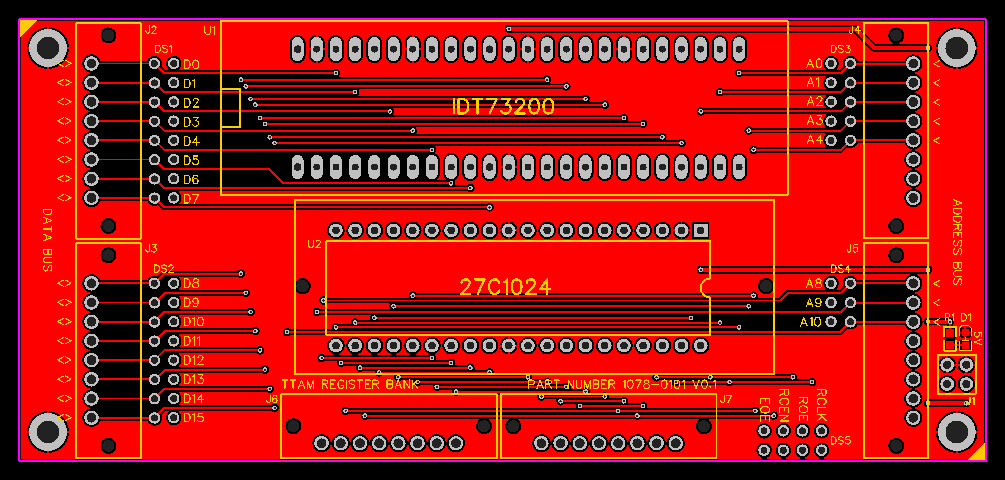 J2
U1
J4
DS1
DS3
<> D0
A0 <
<> D1
A1 <
<> D2
IDT73200
A2 <
<> D3
A3 <
<> D4
A4 <
<> D5
<> D6
<> D7
DATA BUS
ADDRESS BUS
J3
U2
J5
DS2
DS4
<> D8
27C1024
A8 <
<> D9
A9 <
<> D10
A10 <
R1 D1
5V
<> D11
<> D12
<> D13
TTAM REGISTER BANK
PART NUMBER 1078-0181 V0.1
<> D14
J6
J7
EOE
RCEN
ROE
RCLK
J1
<> D15
DS5